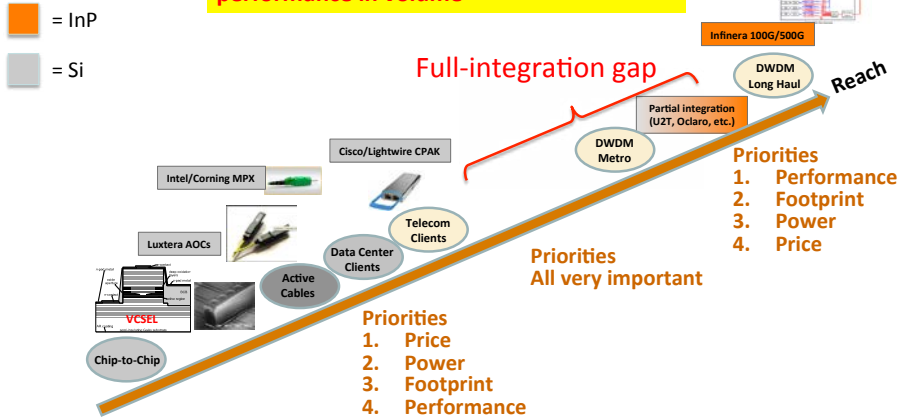 performance in volume
= InP
= Si
Infinera 100G/500G
Full-integration gap
DWDM
Long Haul
Reach
Partial integration
(U2T, Oclaro, etc.)
Cisco/Lightwire CPAK
DWDM
Metro
Intel/Corning MPX
Priorities
1. Performance
2. Footprint
3. Power
4. Price
Telecom
Clients
Luxtera AOCs
Data Center
Clients
Priorities
All very important
Active
Cables
VCSEL
Priorities
1. Price
2. Power
3. Footprint
4. Performance
Chip-to-Chip